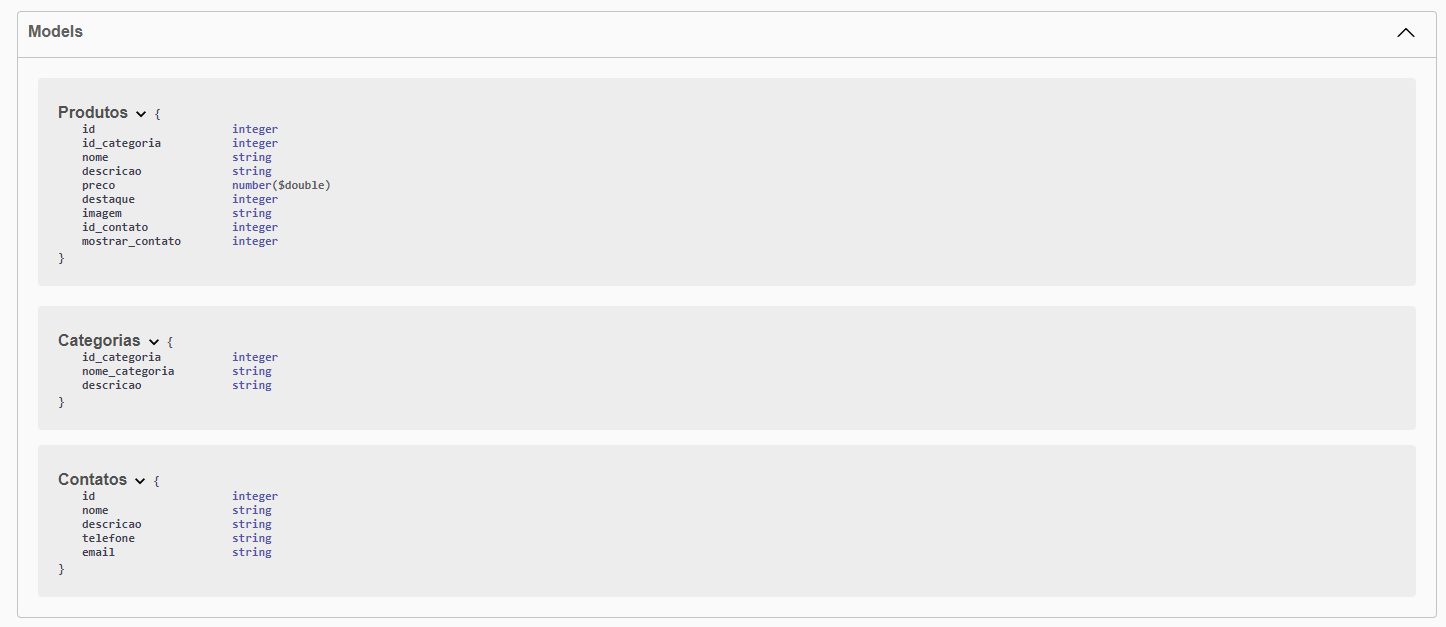 Models
Produtos {
id integer
id_categoria integer
nome string
descricao string
preco number($double)
destaque integer
imagem string
id_contato integer
mostrar_contato integer
}
Categorias {
id_categoria integer
nome_categoria string
descricao string
}
Contatos {
id integer
nome string
descricao string
telefone string
email string
}